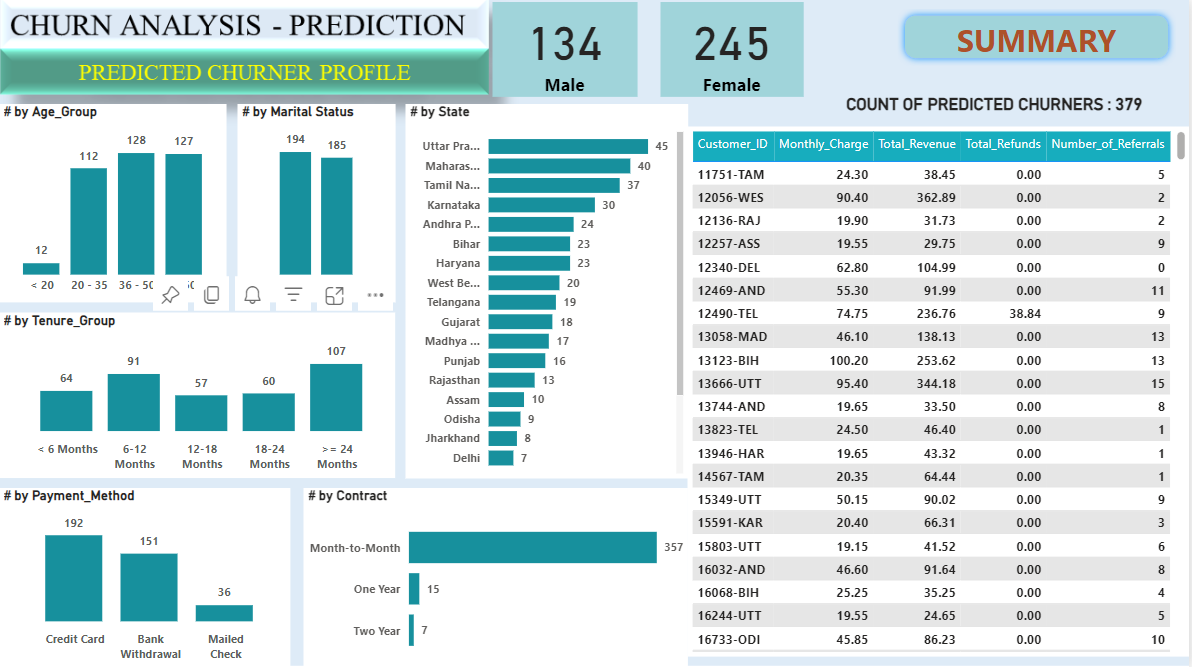 CHURN ANALYSIS - PREDICTION
PREDICTED CHURNER PROFILE
134
Male
245
Female
SUMMARY
COUNT OF PREDICTED CHURNERS : 379
# by Age_Group
12
112
128
127
< 20
20 - 35
36 - 50
# by Marital Status
194
185
# by State
Uttar Pra... 45
Maharas... 40
Tamil Na... 37
Karnataka 30
Andhra P... 24
Bihar 23
Haryana 23
West Be... 20
Telangana 19
Gujarat 18
Madhya ... 17
Punjab 16
Rajasthan 13
Assam 10
Odisha 9
Jharkhand 8
Delhi 7
# by Tenure_Group
64
91
57
60
107
< 6 Months
6-12
Months
12-18
Months
18-24
Months
>= 24
Months
# by Payment_Method
192
151
36
Credit Card
Bank
Withdrawal
Mailed
Check
# by Contract
Month-to-Month 357
One Year 15
Two Year 7
Customer_ID Monthly_Charge Total_Revenue Total_Refunds Number_of_Referrals
11751-TAM 24.30 38.45 0.00 5
12056-WES 90.40 362.89 0.00 2
12136-RAJ 19.90 31.73 0.00 2
12257-ASS 19.55 29.75 0.00 9
12340-DEL 62.80 104.99 0.00 0
12469-AND 55.30 91.99 0.00 11
12490-TEL 74.75 236.76 38.84 9
13058-MAD 46.10 138.13 0.00 13
13123-BIH 100.20 253.62 0.00 13
13666-UTT 95.40 344.18 0.00 15
13744-AND 19.65 33.50 0.00 8
13823-TEL 24.50 46.40 0.00 1
13946-HAR 19.65 43.32 0.00 1
14567-TAM 20.35 64.44 0.00 1
15349-UTT 50.15 90.02 0.00 9
15591-KAR 20.40 66.31 0.00 3
15803-UTT 19.15 41.52 0.00 6
16032-AND 46.60 91.64 0.00 8
16068-BIH 25.25 35.25 0.00 4
16244-UTT 19.55 24.65 0.00 5
16733-ODI 45.85 86.23 0.00 10